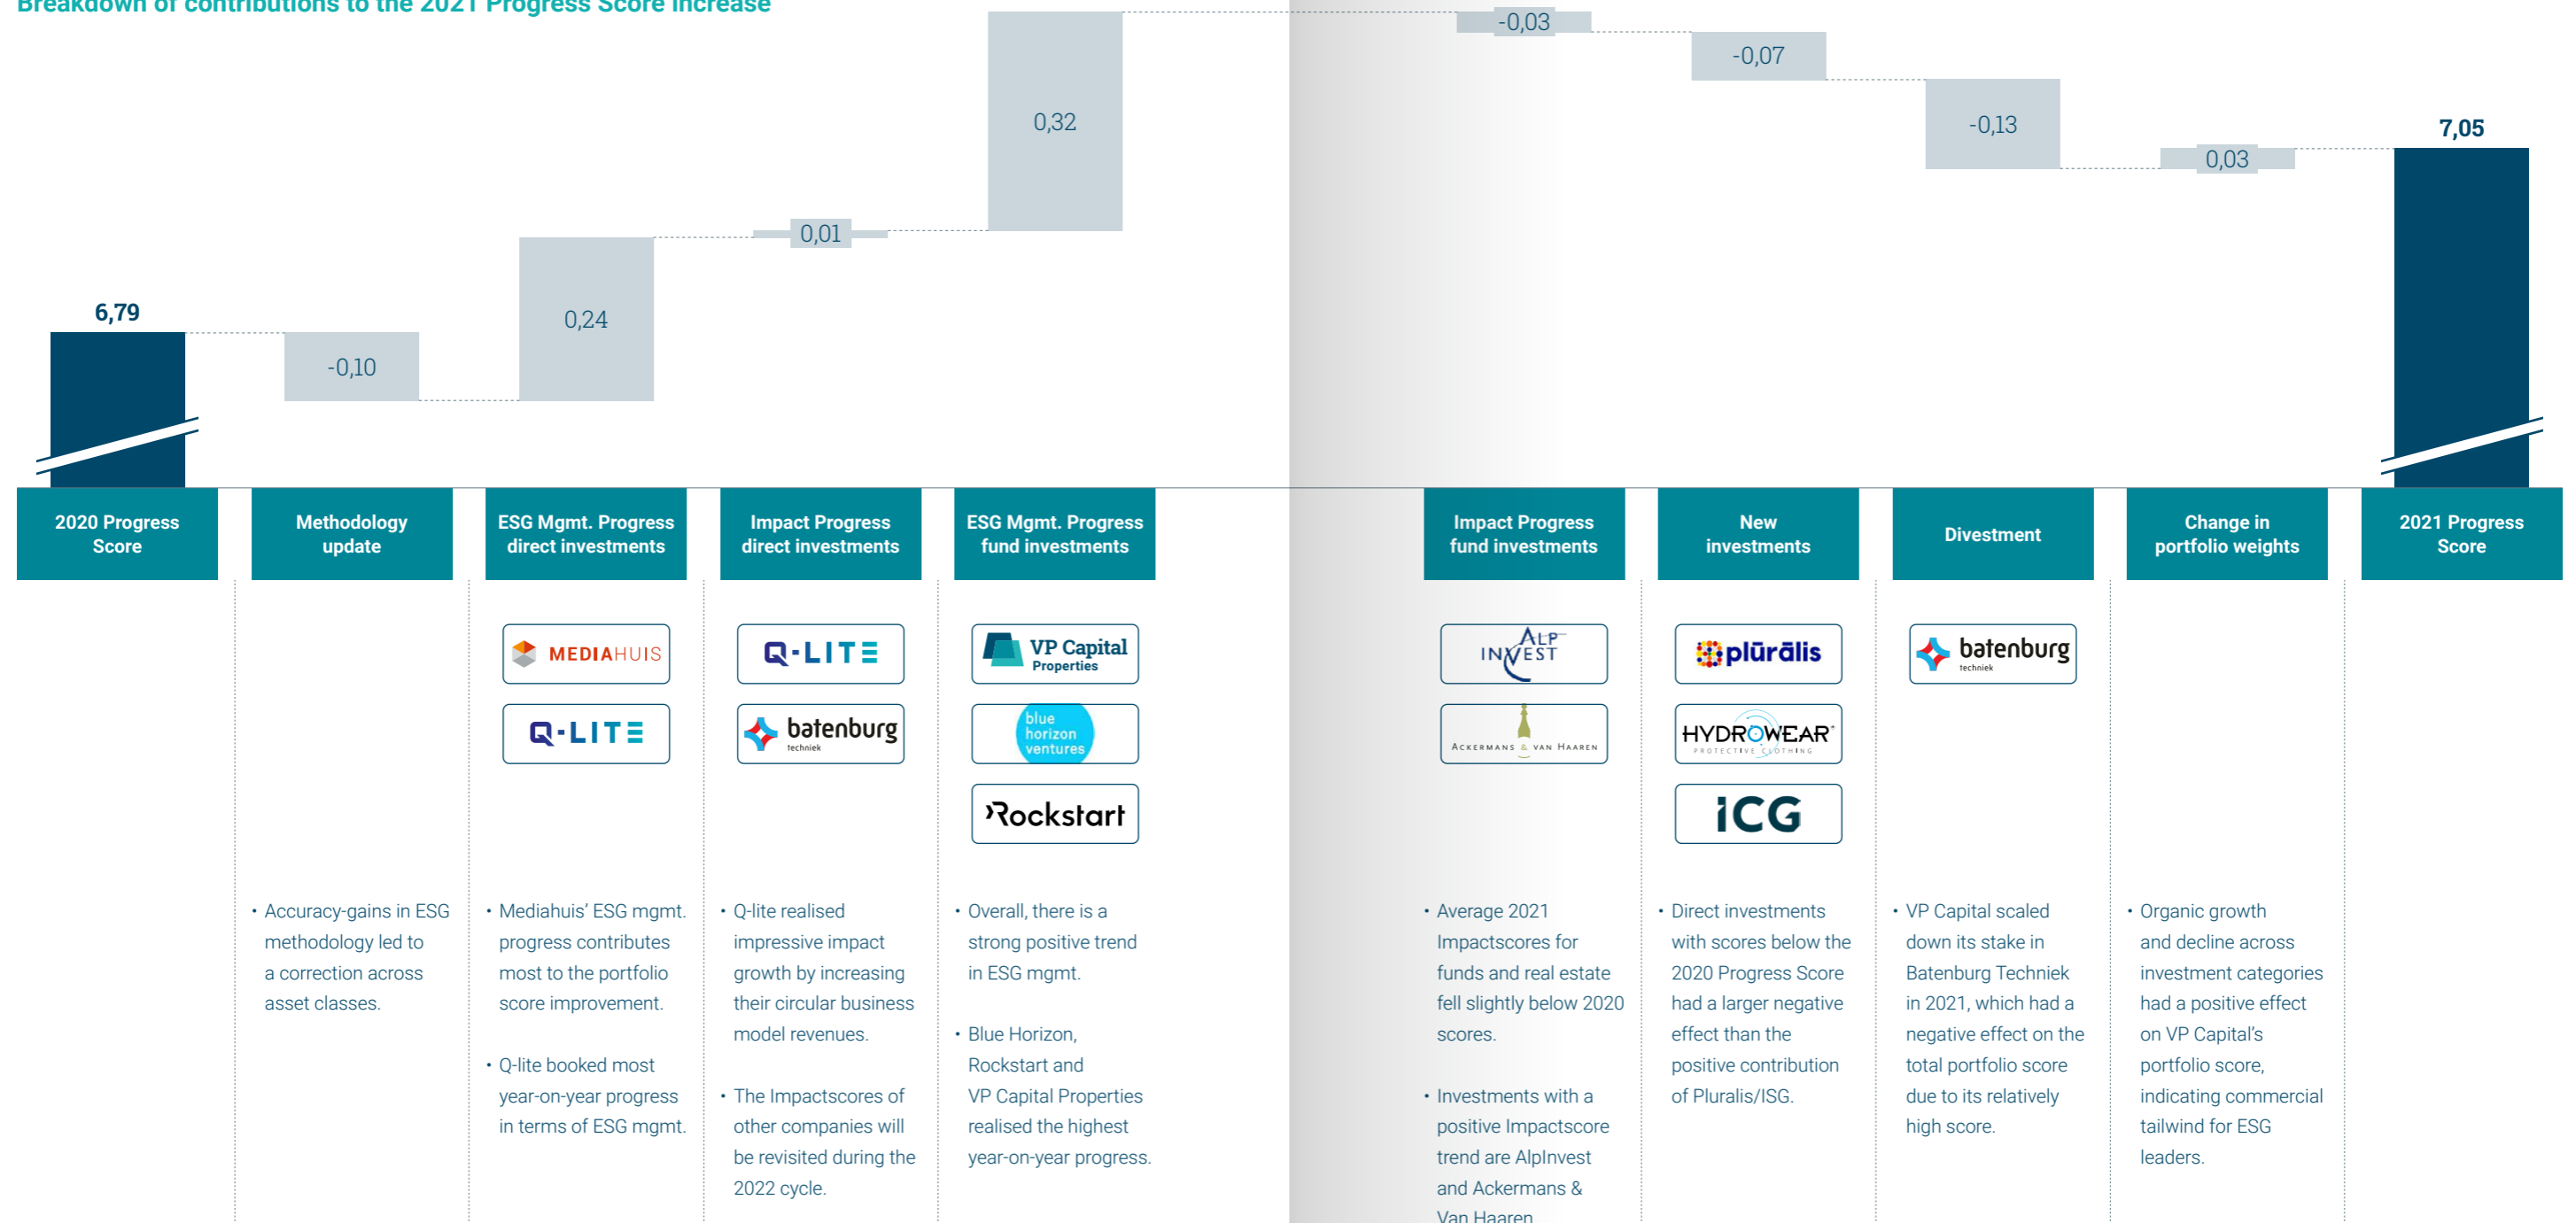 Breakdown of contributions to the 2021 Progress Score increase
6,79
-0,10
0,24
0,01
0,32
-0,03
-0,07
-0,13
0,03
7,05
2020 Progress
Score
Methodology
update
ESG Mgmt. Progress
direct investments
Impact Progress
direct investments
ESG Mgmt. Progress
fund investments
Impact Progress
fund investments
New
investments
Divestment
Change in
portfolio weights
2021 Progress
Score
MEDIAHUIS
Q-LITE
Q-LITE
batenburg
techniek
VP Capital
Properties
blue
horizon
ventures
Rockstart
ALP
INVEST
ACKERMANS & VAN HAAREN
plūrālis
HYDROWEAR
PROTECTIVE CLOTHING
iCG
batenburg
techniek
• Accuracy-gains in ESG
methodology led to
a correction across
asset classes.
• Mediahuis’ ESG mgmt.
progress contributes
most to the portfolio
score improvement.
• Q-lite booked most
year-on-year progress
in terms of ESG mgmt.
• Q-lite realised
impressive impact
growth by increasing
their circular business
model revenues.
• The Impactscores of
other companies will
be revisited during the
2022 cycle.
• Overall, there is a
strong positive trend
in ESG mgmt.
• Blue Horizon,
Rockstart and
VP Capital Properties
realised the highest
year-on-year progress.
• Average 2021
Impactscores for
funds and real estate
fell slightly below 2020
scores.
• Investments with a
positive Impactscore
trend are AlpInvest
and Ackermans &
Van Haaren
• Direct investments
with scores below the
2020 Progress Score
had a larger negative
effect than the
positive contribution
of Pluralis/ISG.
• VP Capital scaled
down its stake in
Batenburg Techniek
in 2021, which had a
negative effect on the
total portfolio score
due to its relatively
high score.
• Organic growth
and decline across
investment categories
had a positive effect
on VP Capital’s
portfolio score,
indicating commercial
tailwind for ESG
leaders.